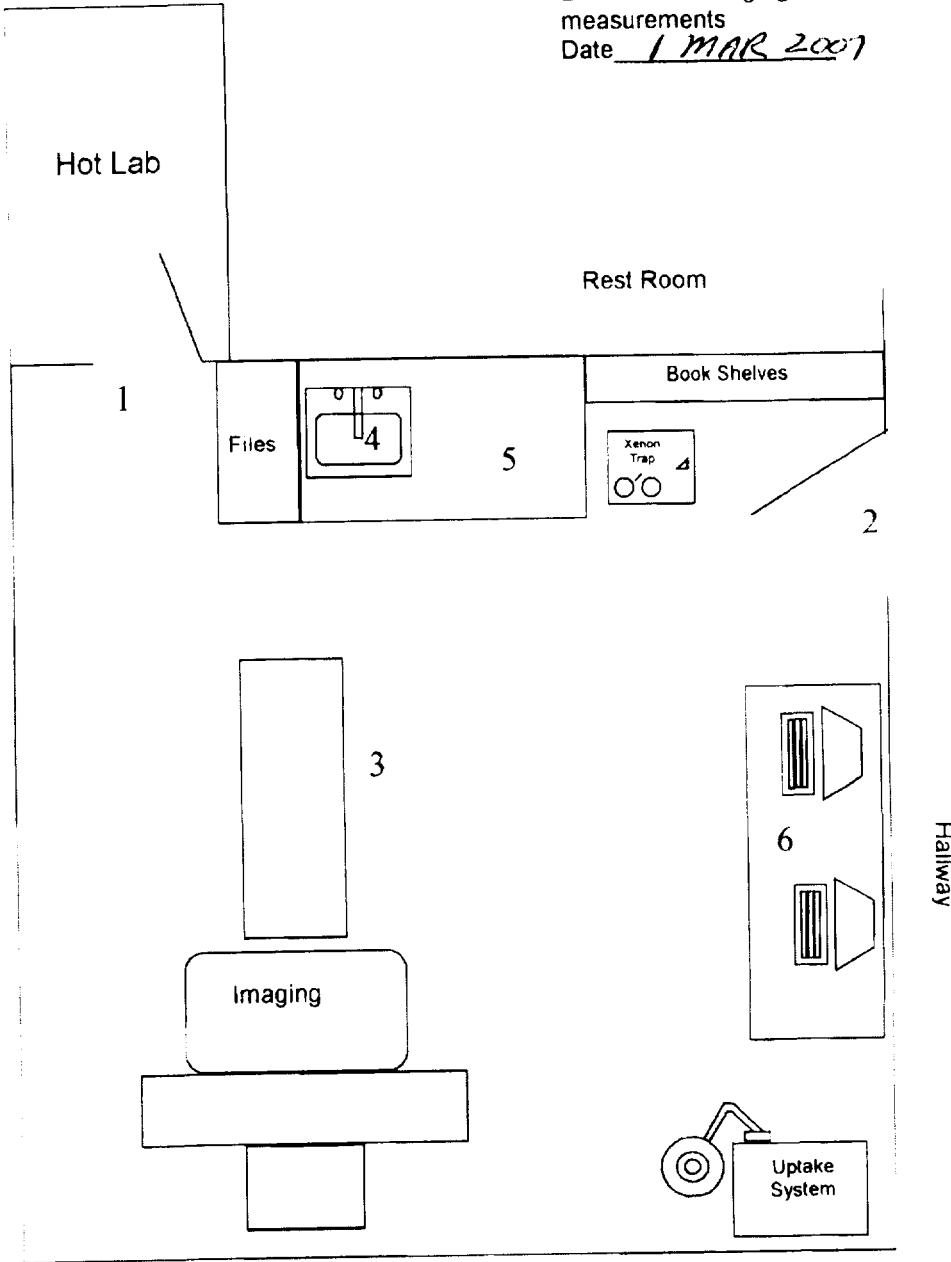 measurements
Date 1 MAR 2007
Hot Lab
Rest Room
Book Shelves
1
Files
4
5
Xenon
Trap
2
3
6
Hallway
Imaging
Uptake
System